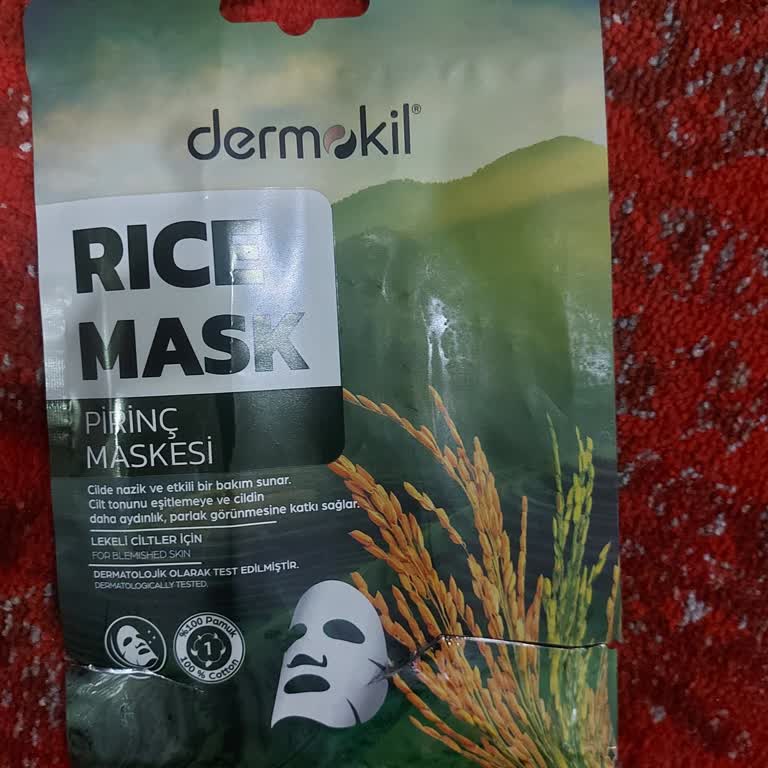 dermokil®
RICE
MASK
PİRİNÇ
MASKESİ
Cilde nazik ve etkili bir bakım sunar.
Cilt tonunu eşitlemeye ve cildin
daha aydınlık, parlak görünmesine katkı sağlar.
LEKELİ CİLTLER İÇİN
FOR BLEMISHED SKIN
DERMATOLOJİK OLARAK TEST EDİLMİŞTİR.
DERMATOLOGICALLY TESTED.
%100 Pamuk
1
100 % Cotton